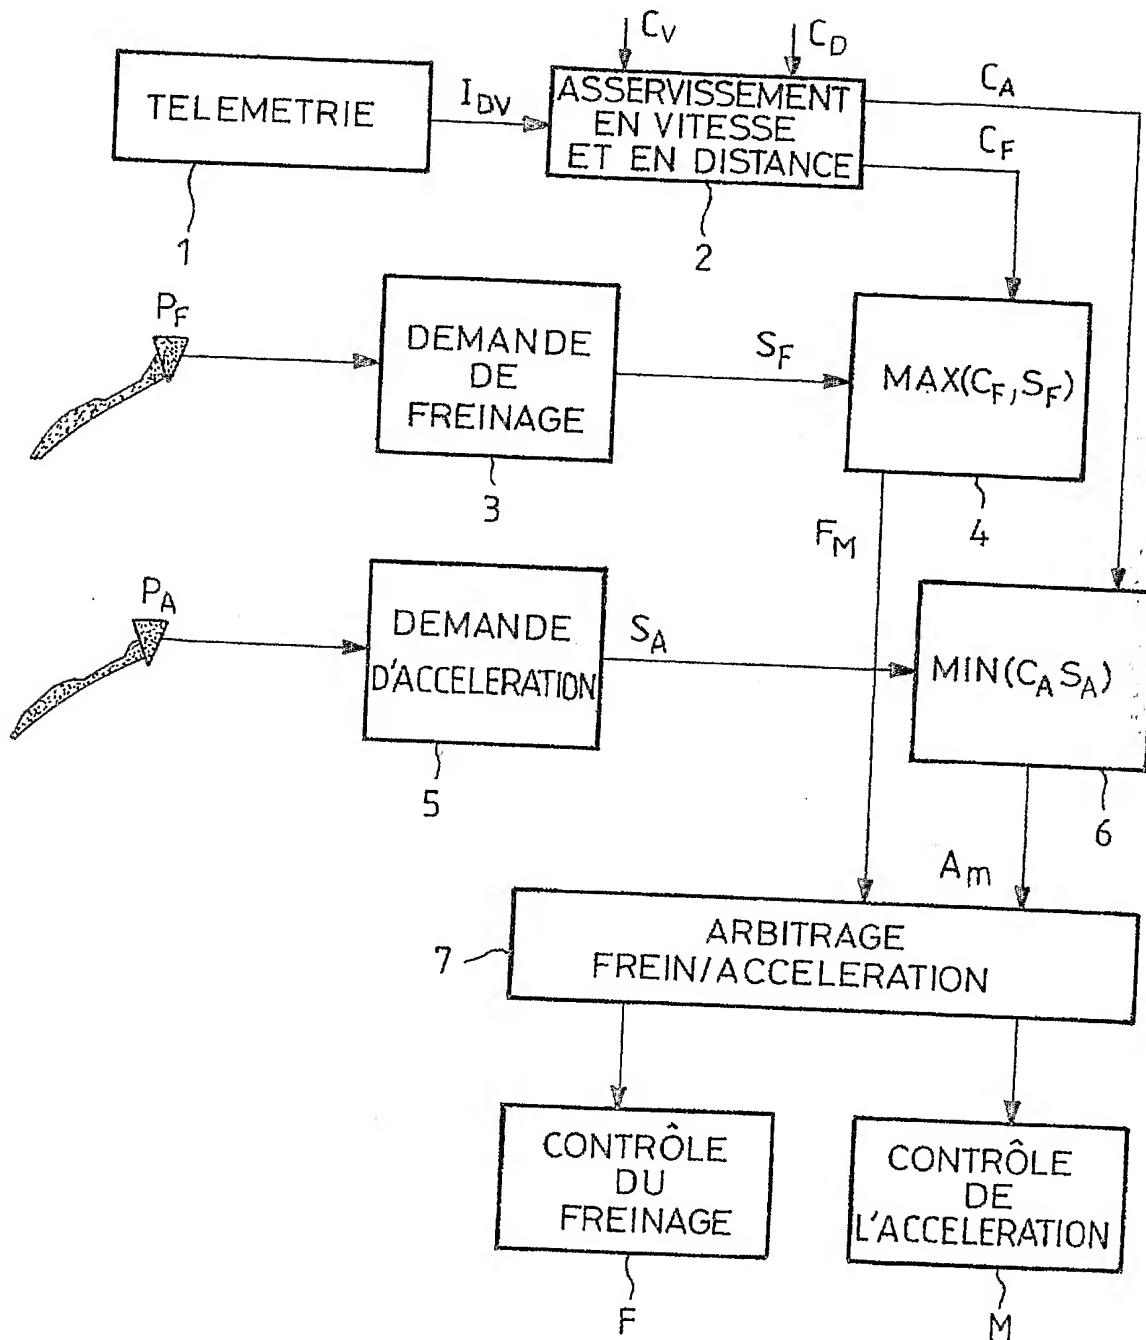 C_V
C_D
TELEMETRIE
I_DV
ASSERVISSEMENT
EN VITESSE
ET EN DISTANCE
C_A
C_F
1
2
P_F
DEMANDE
DE
FREINAGE
S_F
MAX(C_F,S_F)
3
4
F_M
P_A
DEMANDE
D'ACCELERATION
S_A
MIN(C_A S_A)
5
6
A_m
7
ARBITRAGE
FREIN/ACCELERATION
CONTRÔLE
DU
FREINAGE
CONTRÔLE
DE
L'ACCELERATION
F
M